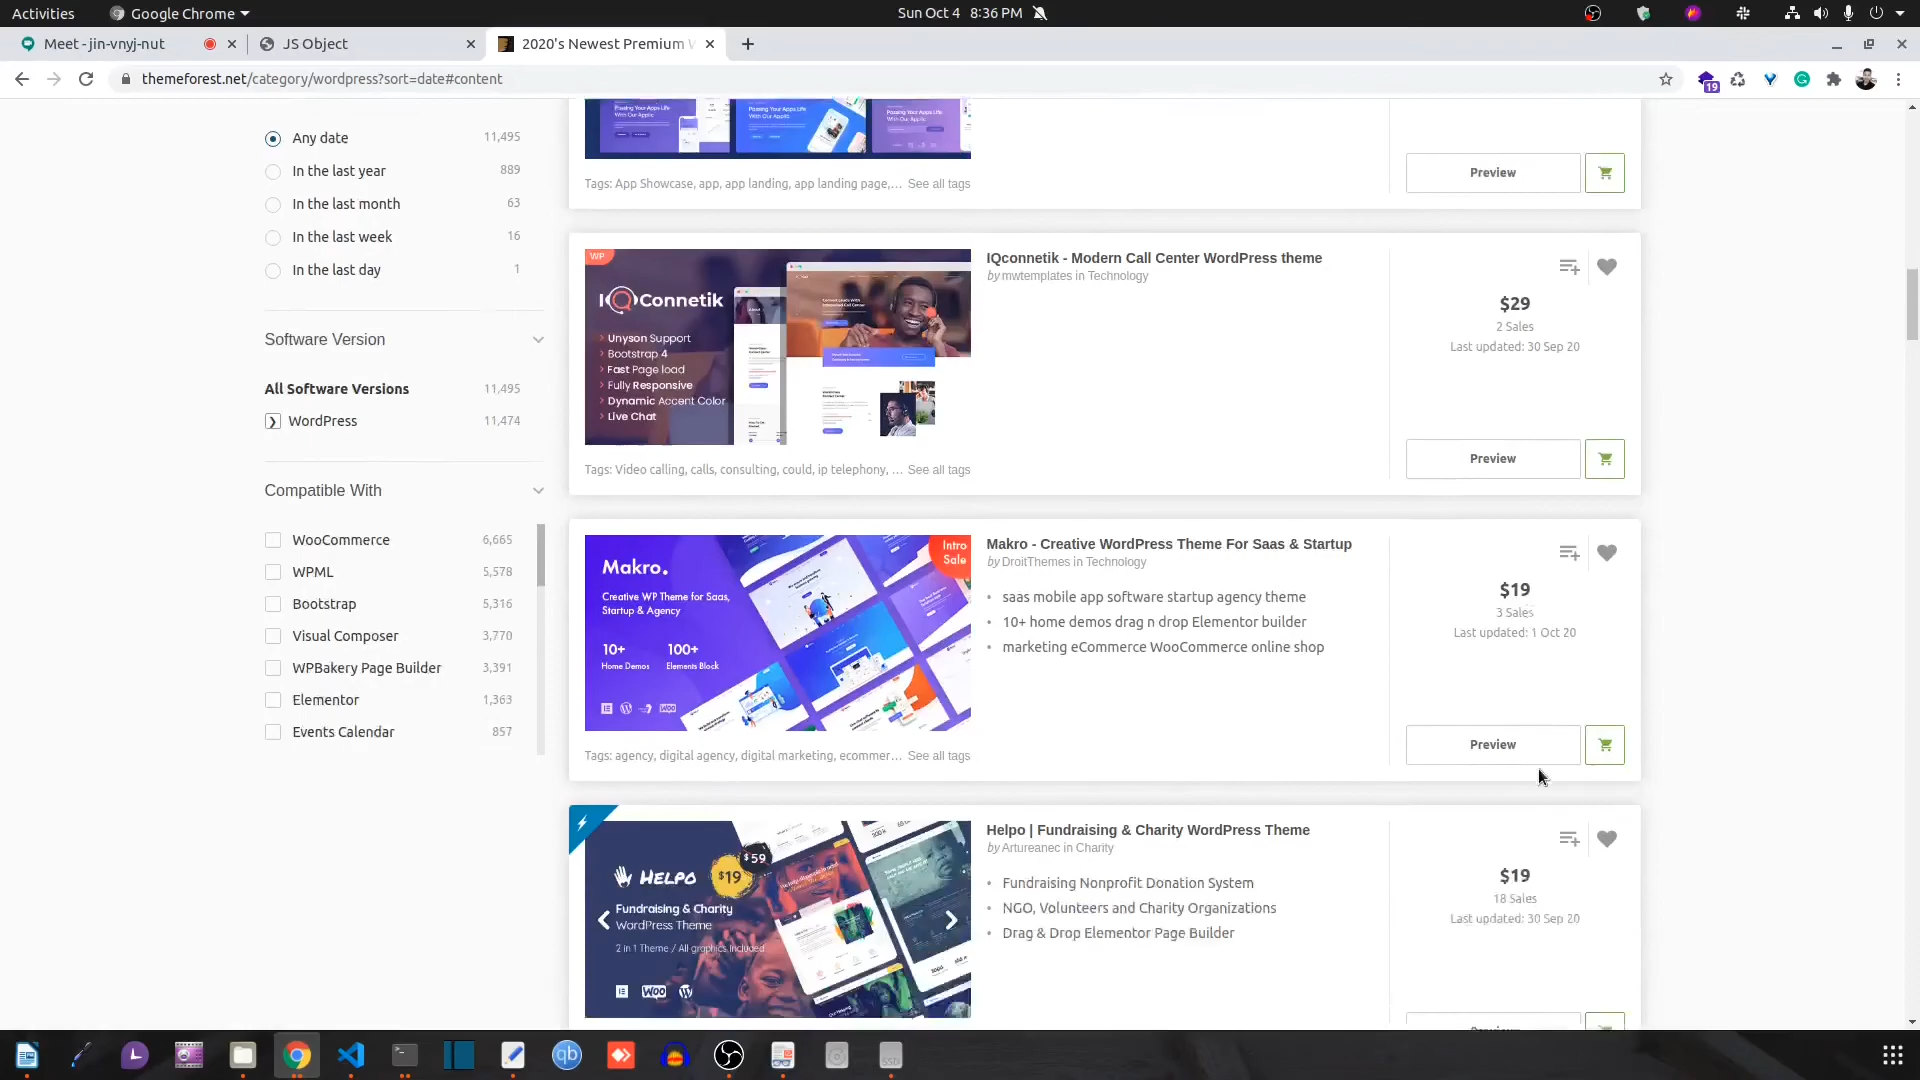 Activities
Google Chrome
Sun Oct 4 8:36 PM
Meet - jin-vnyj-nut
JS Object
2020's Newest Premium W
themeforest.net/category/wordpress?sort=date#content
19
Any date 11,495
In the last year 889
In the last month 63
In the last week 16
In the last day 1
Software Version
All Software Versions 11,495
WordPress 11,474
Compatible With
WooCommerce 6,665
WPML 5,578
Bootstrap 5,316
Visual Composer 3,770
WPBakery Page Builder 3,391
Elementor 1,363
Events Calendar 857
Tags: App Showcase, app, app landing, app landing page,... See all tags
Preview
WP
IQConnetik
Unyson Support
Bootstrap 4
Fast Page load
Fully Responsive
Dynamic Accent Color
Live Chat
IQconnetik - Modern Call Center WordPress theme
by mwtemplates in Technology
$29
2 Sales
Last updated: 30 Sep 20
Tags: Video calling, calls, consulting, could, ip telephony, ... See all tags
Preview
Intro
Sale
Makro.
Creative WP Theme for Saas,
Startup & Agency
10+ 100+
Home Demos Elements Block
Makro - Creative WordPress Theme For Saas & Startup
by DroitThemes in Technology
saas mobile app software startup agency theme
10+ home demos drag n drop Elementor builder
marketing eCommerce WooCommerce online shop
$19
3 Sales
Last updated: 1 Oct 20
Tags: agency, digital agency, digital marketing, ecommer... See all tags
Preview
HELPO
$19
$59
Fundraising & Charity
WordPress Theme
2 in 1 Theme / All graphics Included
Woo
Helpo | Fundraising & Charity WordPress Theme
by Artureanec in Charity
Fundraising Nonprofit Donation System
NGO, Volunteers and Charity Organizations
Drag & Drop Elementor Page Builder
$19
18 Sales
Last updated: 30 Sep 20
qb